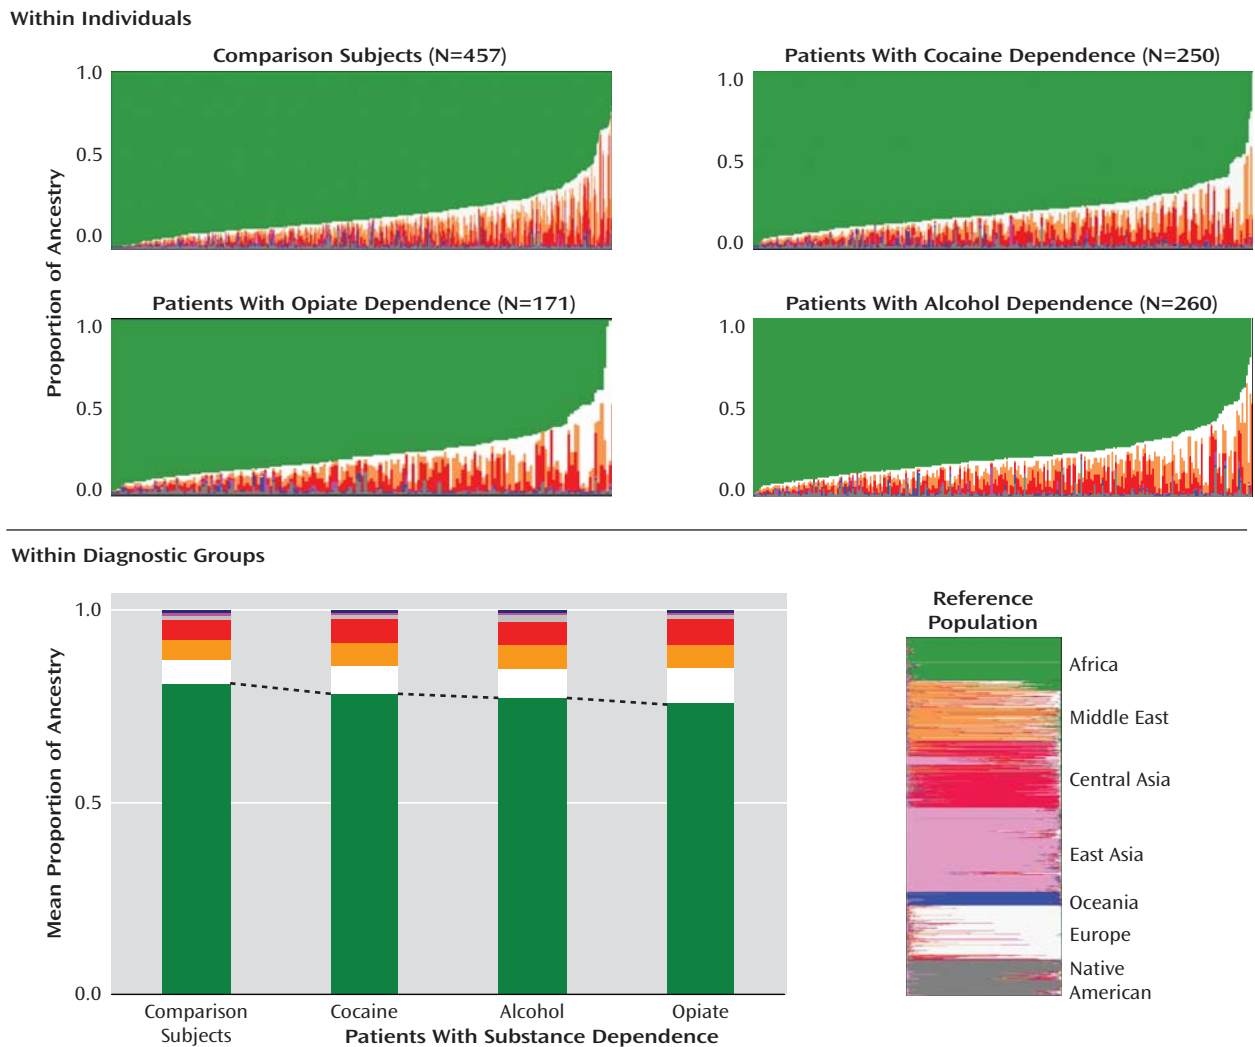 Within Individuals
Comparison Subjects (N=457)
Patients With Cocaine Dependence (N=250)
1.0
0.5
0.0
1.0
0.5
0.0
Proportion of Ancestry
Patients With Opiate Dependence (N=171)
Patients With Alcohol Dependence (N=260)
1.0
0.5
0.0
1.0
0.5
0.0
Within Diagnostic Groups
Mean Proportion of Ancestry
1.0
0.5
0.0
Comparison
Subjects
Cocaine
Alcohol
Opiate
Patients With Substance Dependence
Reference
Population
Africa
Middle East
Central Asia
East Asia
Oceania
Europe
Native
American